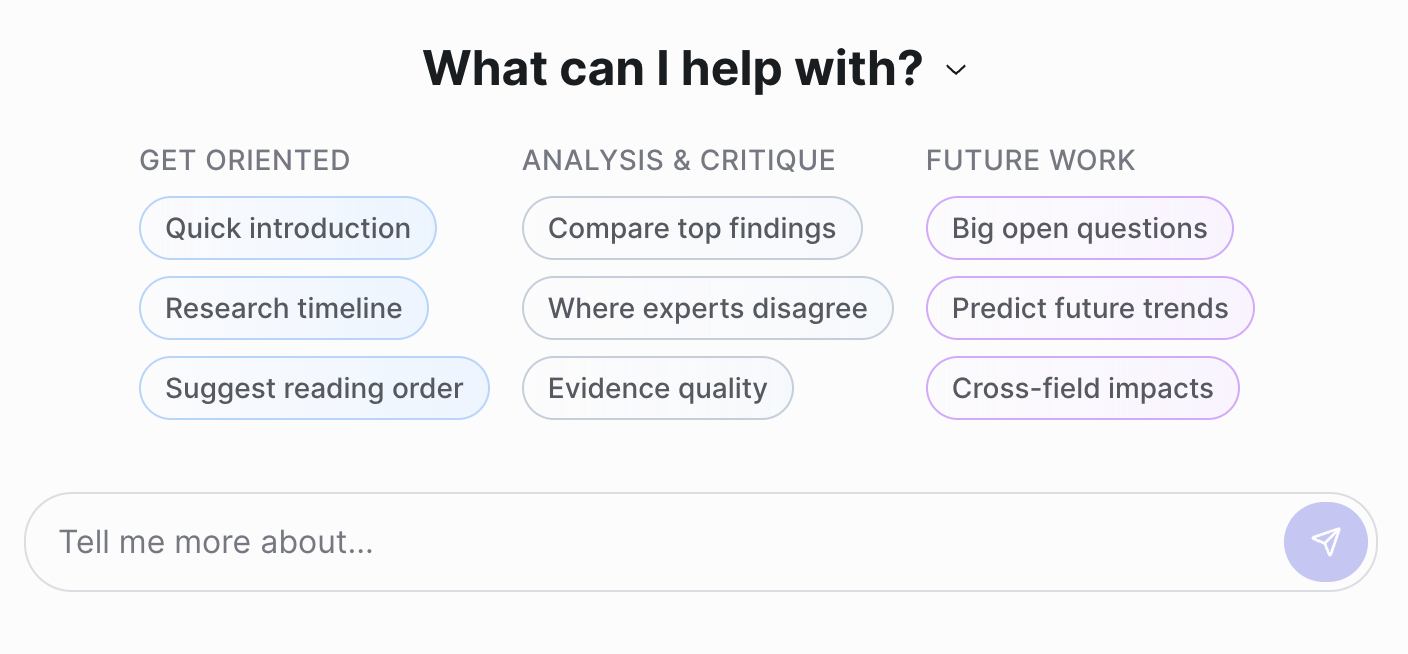 What can I help with?
GET ORIENTED
Quick introduction
Research timeline
Suggest reading order
ANALYSIS & CRITIQUE
Compare top findings
Where experts disagree
Evidence quality
FUTURE WORK
Big open questions
Predict future trends
Cross-field impacts
Tell me more about...